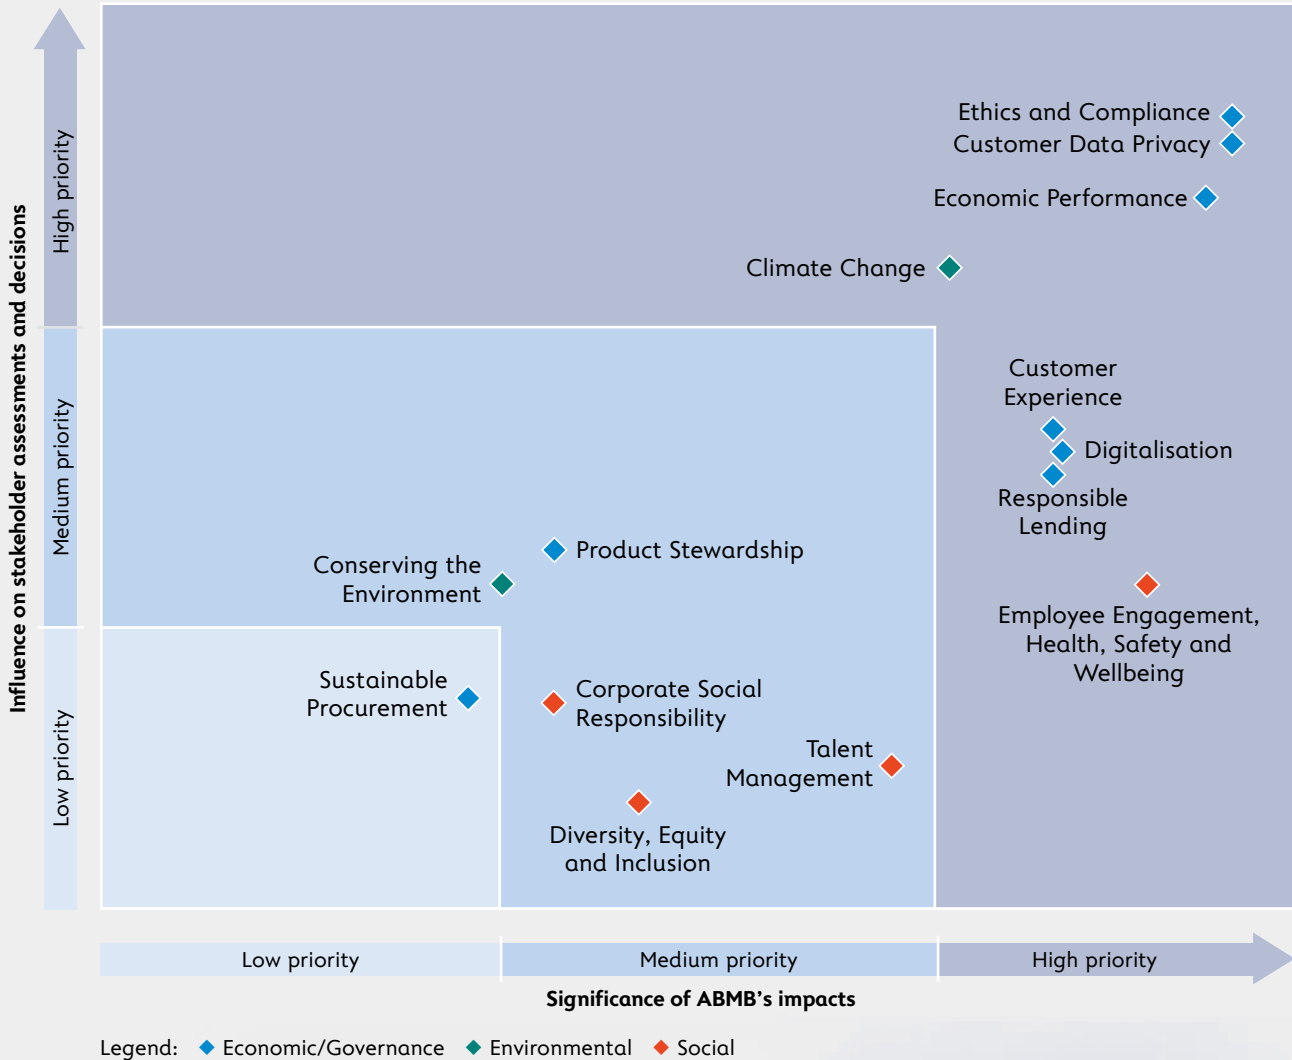 Influence on stakeholder assessments and decisions
High priority
Medium priority
Low priority
Ethics and Compliance
Customer Data Privacy
Economic Performance
Climate Change
Customer
Experience
Digitalisation
Responsible
Lending
Product Stewardship
Conserving the
Environment
Employee Engagement,
Health, Safety and
Wellbeing
Sustainable
Procurement
Corporate Social
Responsibility
Talent
Management
Diversity, Equity
and Inclusion
Low priority
Medium priority
High priority
Significance of ABMB's impacts
Legend: Economic/Governance Environmental Social